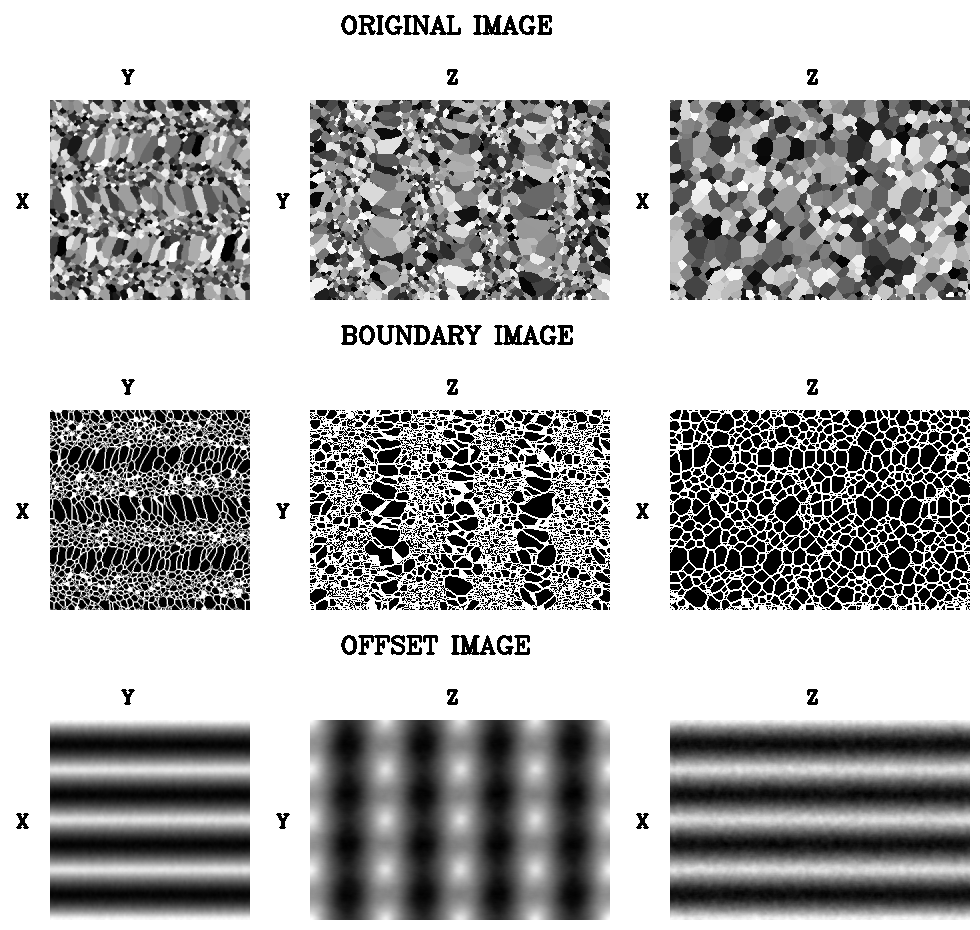 ORIGINAL IMAGE
Y Z Z
X Y X
BOUNDARY IMAGE
Y Z Z
X Y X
OFFSET IMAGE
Y Z Z
X Y X